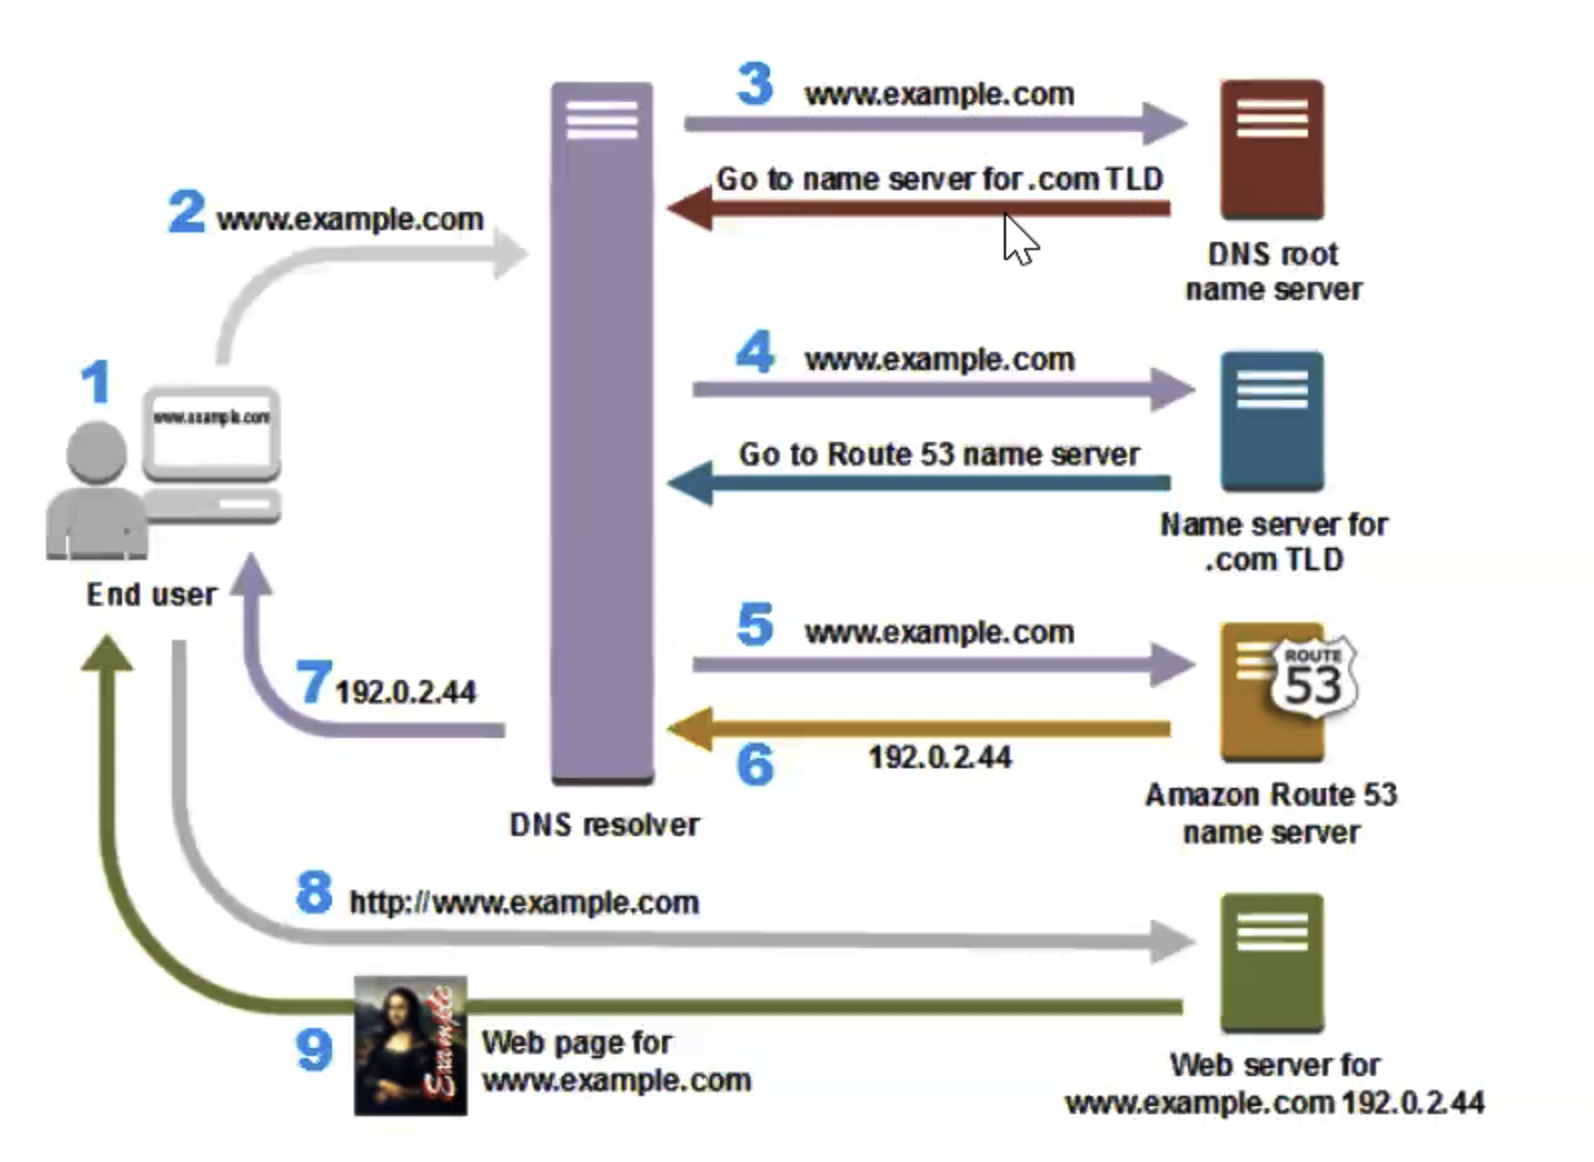 3 www.example.com
Go to name server for .com TLD
DNS root
name server
2 www.example.com
1
www.example.com
End user
4 www.example.com
Go to Route 53 name server
Name server for
.com TLD
5 www.example.com
ROUTE
53
6 192.0.2.44
Amazon Route 53
name server
7 192.0.2.44
DNS resolver
8 http://www.example.com
9
Example
Web page for
www.example.com
Web server for
www.example.com 192.0.2.44